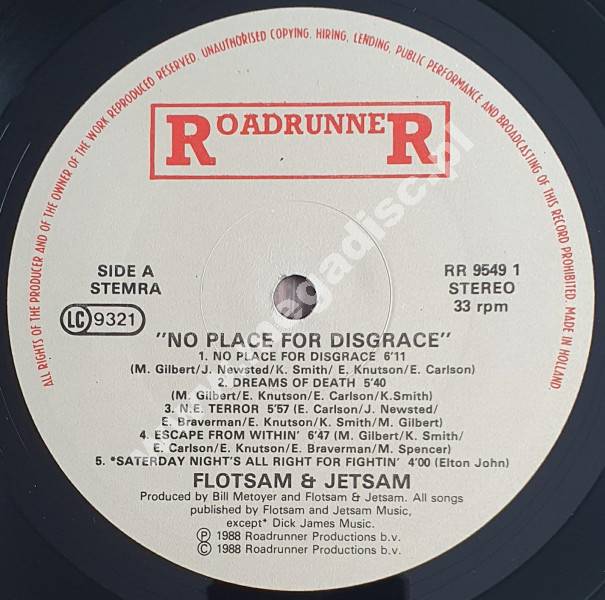 ALL RIGHTS OF THE PRODUCER AND OF THE OWNER OF THE WORK REPRODUCED RESERVED. UNAUTHORISED COPYING, HIRING, LENDING, PUBLIC PERFORMANCE AND BROADCASTING OF THIS RECORD PROHIBITED. MADE IN HOLLAND.
ROADRUNNER
SIDE A
STEMRA
LC 9321
RR 9549 1
STEREO
33 rpm
"NO PLACE FOR DISGRACE"
1. NO PLACE FOR DISGRACE 6'11
(M. Gilbert/J. Newsted/K. Smith/ E. Knutson/E. Carlson)
2. DREAMS OF DEATH 5'40
(M. Gilbert/E. Knutson/E. Carlson/K.Smith)
3. N.E. TERROR 5'57 (E. Carlson/J. Newsted/
E. Braverman/E. Knutson/K. Smith/M. Gilbert)
4. ESCAPE FROM WITHIN' 6'47 (M. Gilbert/K. Smith/
E. Carlson/E. Knutson/E. Braverman/M. Spencer)
5. *SATERDAY NIGHT'S ALL RIGHT FOR FIGHTIN' 4'00 (Elton John)
FLOTSAM & JETSAM
Produced by Bill Metoyer and Flotsam & Jetsam. All songs
published by Flotsam and Jetsam Music,
except* Dick James Music.
Ⓟ 1988 Roadrunner Productions b.v.
© 1988 Roadrunner Productions b.v.
www.megadisc.pl